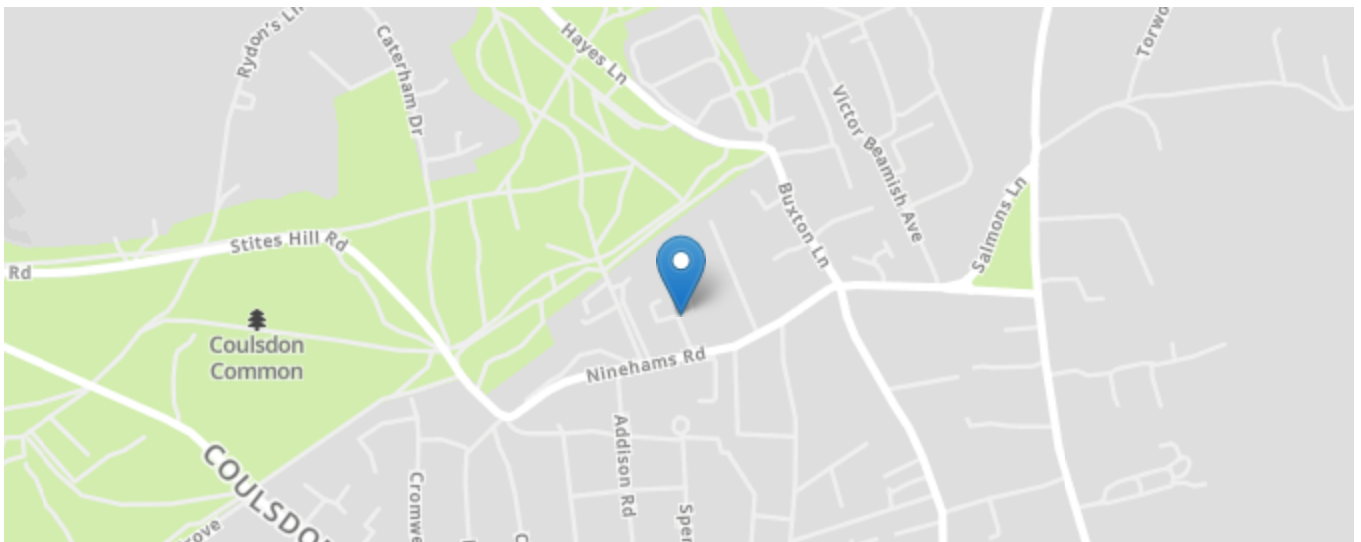 Rydon's Ln
Caterham Dr
Hayes Ln
Victor Beamish Ave
Buxton Ln
Salmons Ln
Stites Hill Rd
Rd
Coulsdon
Common
Ninehams Rd
Addison Rd